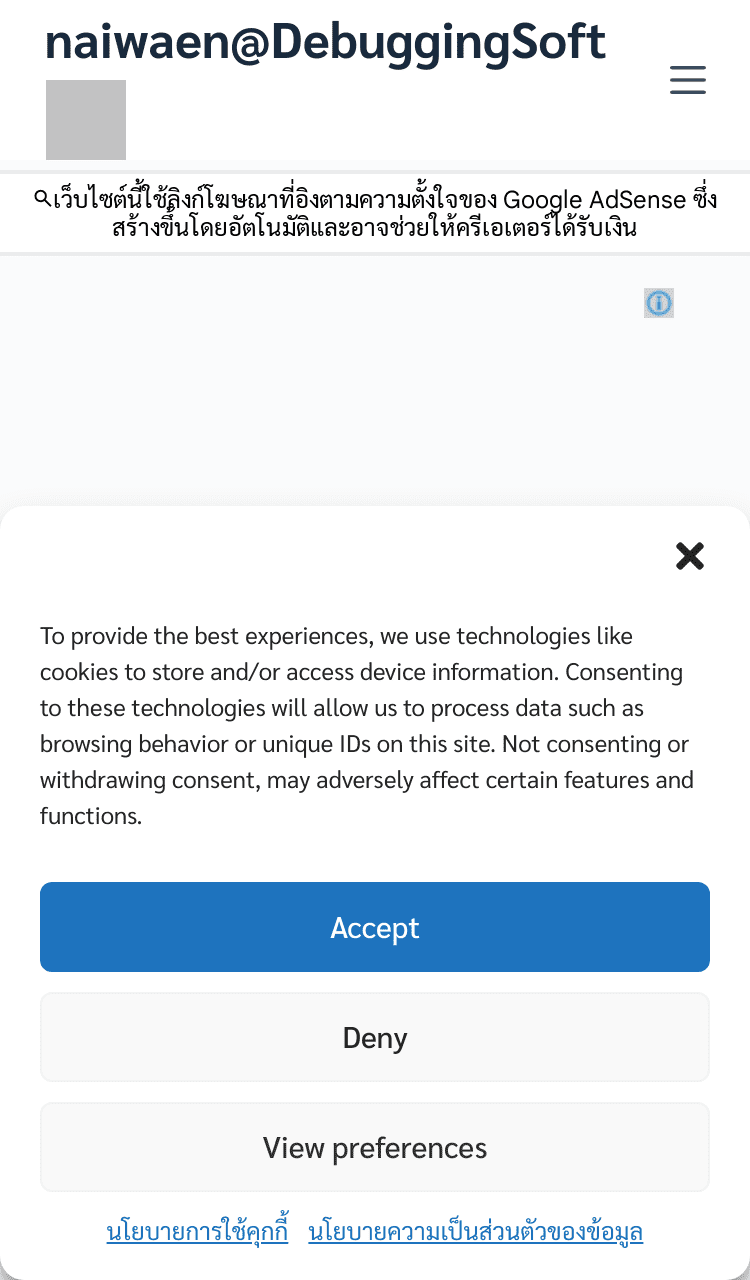 naiwaen@DebuggingSoft
เว็บไซต์นี้ใช้ลิงก์โฆษณาที่อิงตามความตั้งใจของ Google AdSense ซึ่ง
สร้างขึ้นโดยอัตโนมัติและอาจช่วยให้ครีเอเตอร์ได้รับเงิน
To provide the best experiences, we use technologies like
cookies to store and/or access device information. Consenting
to these technologies will allow us to process data such as
browsing behavior or unique IDs on this site. Not consenting or
withdrawing consent, may adversely affect certain features and
functions.
Accept
Deny
View preferences
นโยบายการใช้คุกกี้ นโยบายความเป็นส่วนตัวของข้อมูล